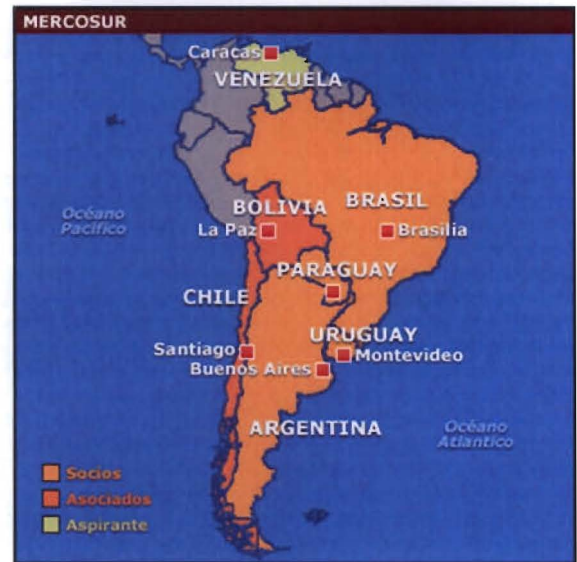 MERCOSUR
Caracas
VENEZUELA
Océano
Pacífico
BOLIVIA
BRASIL
La Paz
Brasilia
PARAGUAY
CHILE
URUGUAY
Santiago
Montevideo
Buenos Aires
ARGENTINA
Océano
Atlantico
Socios
Asociados
Aspirante